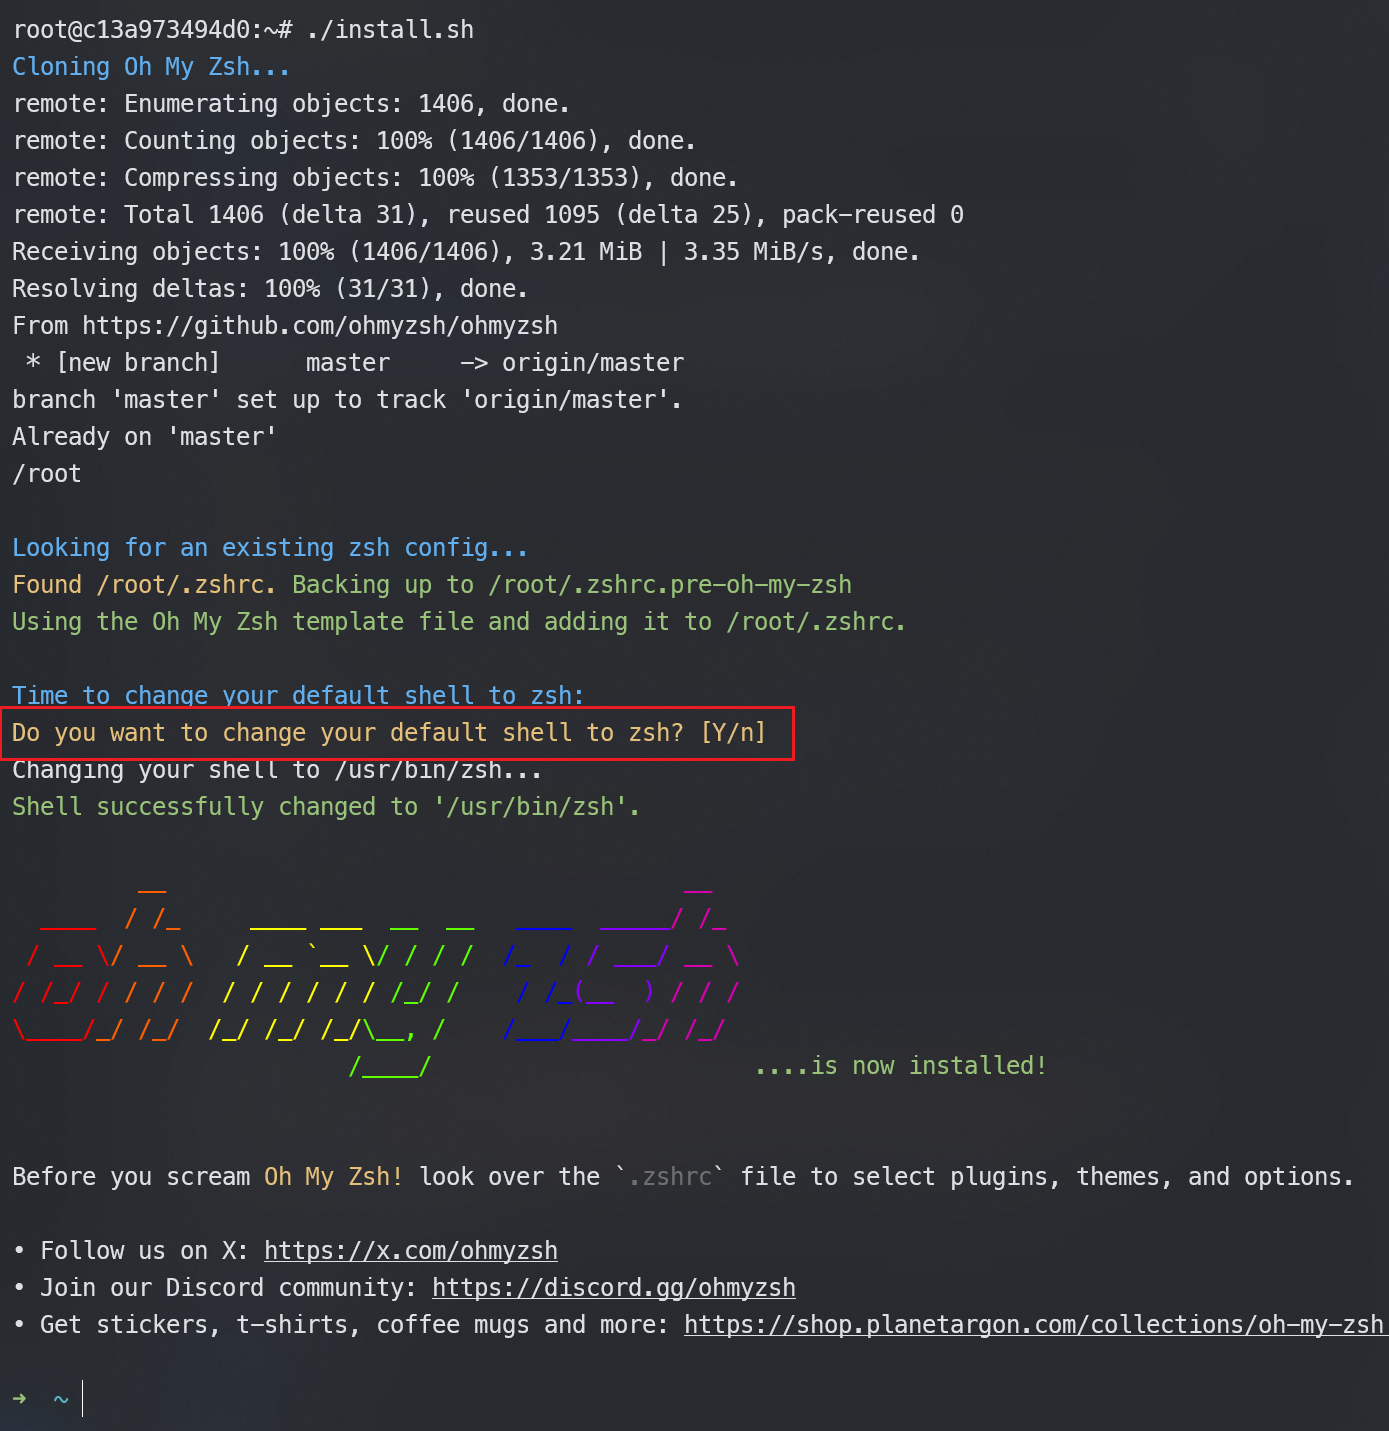 root@c13a973494d0:~# ./install.sh
Cloning Oh My Zsh...
remote: Enumerating objects: 1406, done.
remote: Counting objects: 100% (1406/1406), done.
remote: Compressing objects: 100% (1353/1353), done.
remote: Total 1406 (delta 31), reused 1095 (delta 25), pack-reused 0
Receiving objects: 100% (1406/1406), 3.21 MiB | 3.35 MiB/s, done.
Resolving deltas: 100% (31/31), done.
From https://github.com/ohmyzsh/ohmyzsh
 * [new branch]      master     -> origin/master
branch 'master' set up to track 'origin/master'.
Already on 'master'
/root
Looking for an existing zsh config...
Found /root/.zshrc. Backing up to /root/.zshrc.pre-oh-my-zsh
Using the Oh My Zsh template file and adding it to /root/.zshrc.
Time to change your default shell to zsh:
Do you want to change your default shell to zsh? [Y/n]
Changing your shell to /usr/bin/zsh...
Shell successfully changed to '/usr/bin/zsh'.
oh my zsh
....is now installed!
Before you scream Oh My Zsh! look over the `.zshrc` file to select plugins, themes, and options.
• Follow us on X: https://x.com/ohmyzsh
• Join our Discord community: https://discord.gg/ohmyzsh
• Get stickers, t-shirts, coffee mugs and more: https://shop.planetargon.com/collections/oh-my-zsh
➜  ~